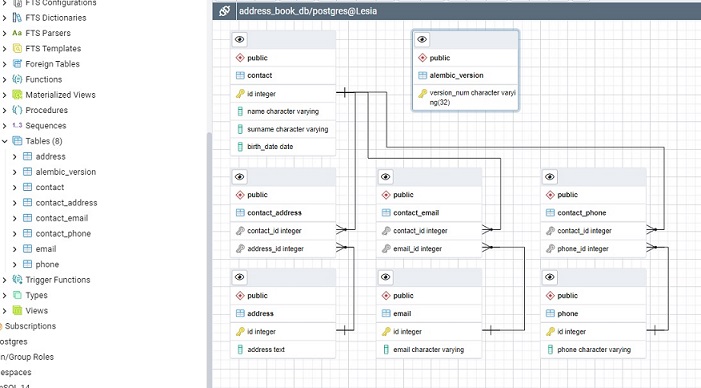 FTS Configurations
FTS Dictionaries
Aa FTS Parsers
FTS Templates
Foreign Tables
Functions
Materialized Views
Procedures
1..3 Sequences
Tables (8)
address
alembic_version
contact
contact_address
contact_email
contact_phone
email
phone
Trigger Functions
Types
Views
Subscriptions
ostgres
n/Group Roles
espaces
address_book_db/postgres@Lesia
public
contact
id integer
name character varying
surname character varying
birth_date date
public
alembic_version
version_num character varyi
ng(32)
public
contact_address
contact_id integer
address_id integer
public
contact_email
contact_id integer
email_id integer
public
contact_phone
contact_id integer
phone_id integer
public
address
id integer
address text
public
email
id integer
email character varying
public
phone
id integer
phone character varying